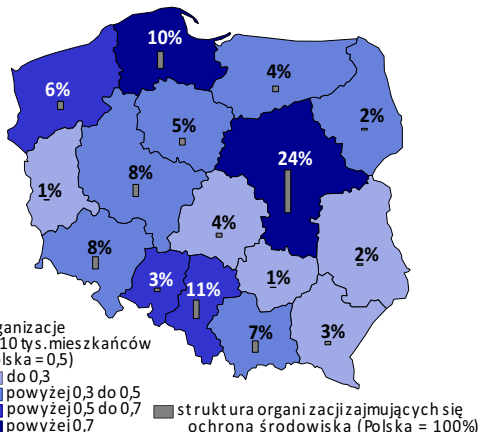 10%
4%
6%
2%
5%
24%
8%
1%
4%
8%
2%
3%
1%
11%
7%
3%
ganizacje
10 tys. mieszkańców
lska = 0,5)
do 0,3
powyżej 0,3 do 0,5
powyżej 0,5 do 0,7
powyżej 0,7
struktura organizacji zajmujących się
ochrona środowiska (Polska = 100%)